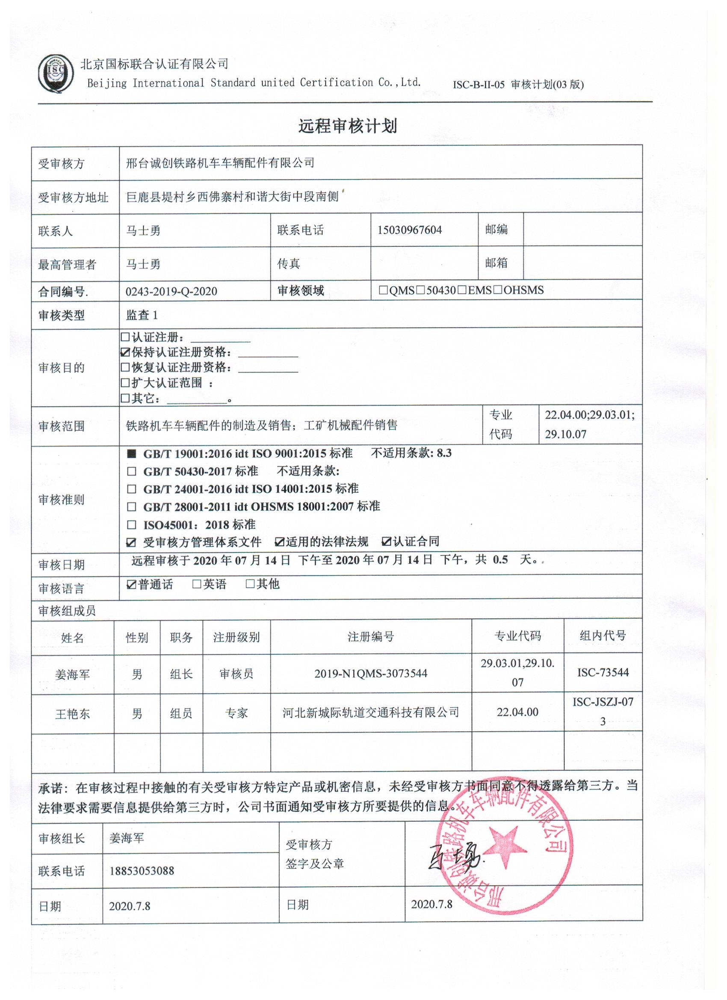 ISC
北京国标联合认证有限公司
Beijing International Standard united Certification Co.,Ltd.
ISC-B-II-05 审核计划(03 版)
远程审核计划
受审核方 邢台诚创铁路机车车辆配件有限公司
受审核方地址 巨鹿县堤村乡西佛寨村和谐大街中段南侧
联系人 马士勇 联系电话 15030967604 邮编
最高管理者 马士勇 传真 邮箱
合同编号. 0243-2019-Q-2020 审核领域 □QMS□50430□EMS□OHSMS
审核类型 监查 1
审核目的
□认证注册：__________
☑保持认证注册资格：__________
□恢复认证注册资格：__________
□扩大认证范围 ：
□其它：__________。
审核范围 铁路机车车辆配件的制造及销售；工矿机械配件销售 专业代码 22.04.00;29.03.01;
29.10.07
审核准则
■ GB/T 19001:2016 idt ISO 9001:2015 标准 不适用条款: 8.3
□ GB/T 50430-2017 标准 不适用条款:
□ GB/T 24001-2016 idt ISO 14001:2015 标准
□ GB/T 28001-2011 idt OHSMS 18001:2007 标准
□ ISO45001：2018 标准
☑ 受审核方管理体系文件 ☑适用的法律法规 ☑认证合同
审核日期 远程审核于 2020 年 07 月 14 日 下午至 2020 年 07 月 14 日 下午，共 0.5 天。
审核语言 ☑普通话 □英语 □其他
审核组成员
姓名 性别 职务 注册级别 注册编号 专业代码 组内代号
姜海军 男 组长 审核员 2019-N1QMS-3073544 29.03.01,29.10.
07 ISC-73544
王艳东 男 组员 专家 河北新城际轨道交通科技有限公司 22.04.00 ISC-JSZJ-07
3
承诺：在审核过程中接触的有关受审核方特定产品或机密信息，未经受审核方书面同意不得透露给第三方。当
法律要求需要信息提供给第三方时，公司书面通知受审核方所要提供的信息。
审核组长 姜海军
受审核方
签字及公章
马士勇
邢台诚创铁路机车车辆配件有限公司
联系电话 18853053088
日期 2020.7.8 日期 2020.7.8